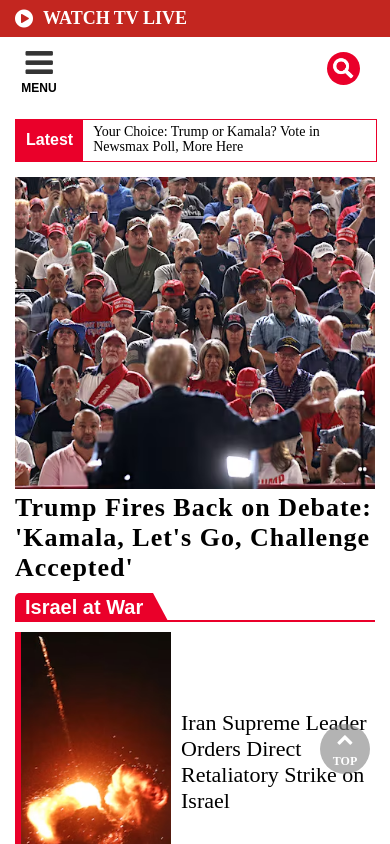 WATCH TV LIVE
MENU
Latest
Your Choice: Trump or Kamala? Vote in
Newsmax Poll, More Here
Trump Fires Back on Debate:
'Kamala, Let's Go, Challenge
Accepted'
Israel at War
Iran Supreme Leader
Orders Direct
Retaliatory Strike on
Israel
TOP